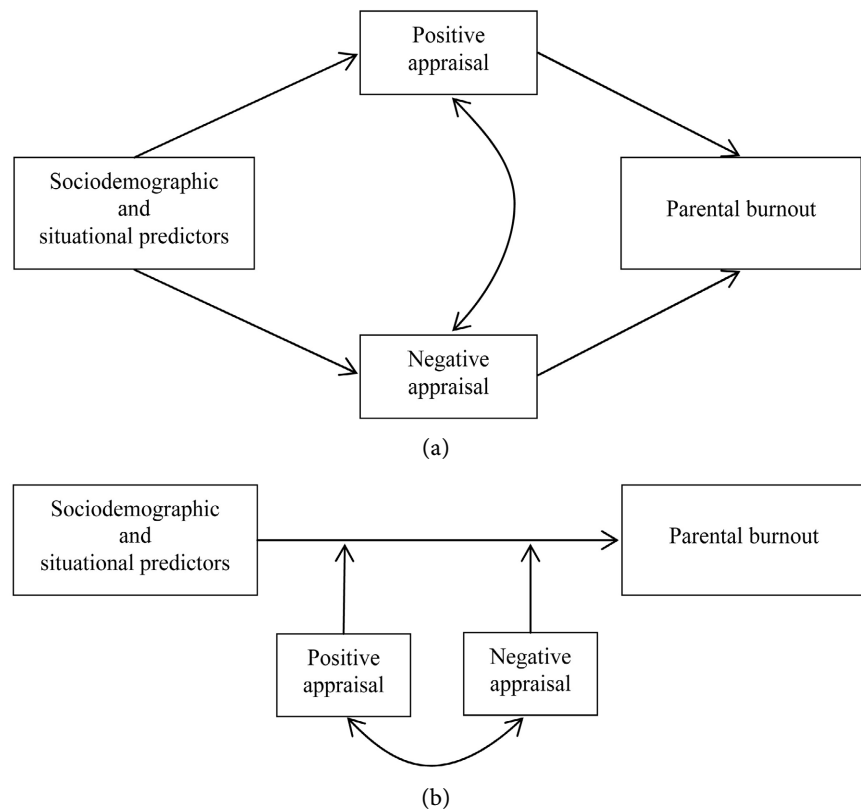 Positive
appraisal
Sociodemographic
and
situational predictors
Parental burnout
Negative
appraisal
(a)
Sociodemographic
and
situational predictors
Parental burnout
Positive
appraisal
Negative
appraisal
(b)